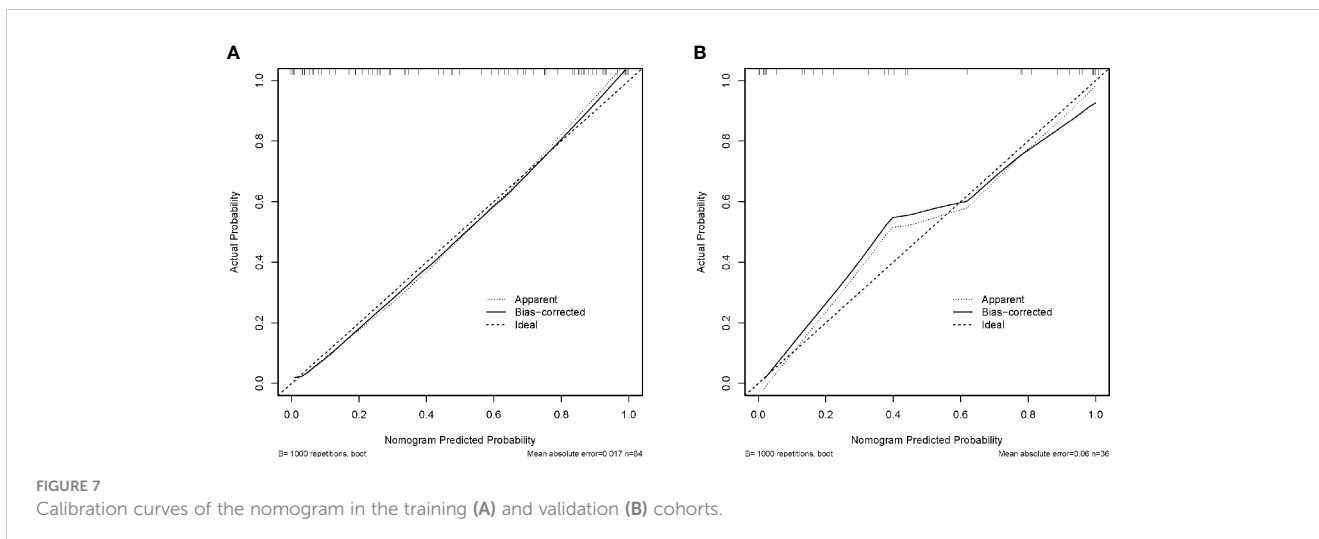 A
1.0
0.8
0.6
0.4
0.2
0.0
Actual Probability
Apparent
Bias-corrected
Ideal
0.0 0.2 0.4 0.6 0.8 1.0
Nomogram Predicted Probability
B= 1000 repetitions, boot Mean absolute error=0.017 n=84
B
1.0
0.8
0.6
0.4
0.2
0.0
Actual Probability
Apparent
Bias-corrected
Ideal
0.0 0.2 0.4 0.6 0.8 1.0
Nomogram Predicted Probability
B= 1000 repetitions, boot Mean absolute error=0.06 n=36
FIGURE 7
Calibration curves of the nomogram in the training (A) and validation (B) cohorts.